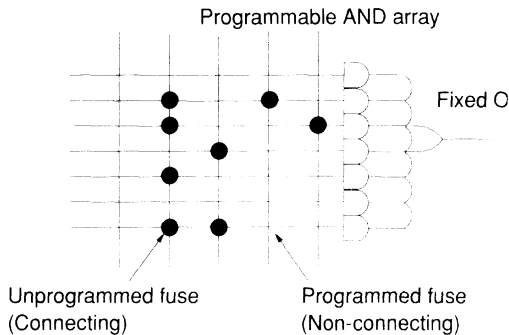 Programmable AND array
Fixed O
Unprogrammed fuse
(Connecting)
Programmed fuse
(Non-connecting)